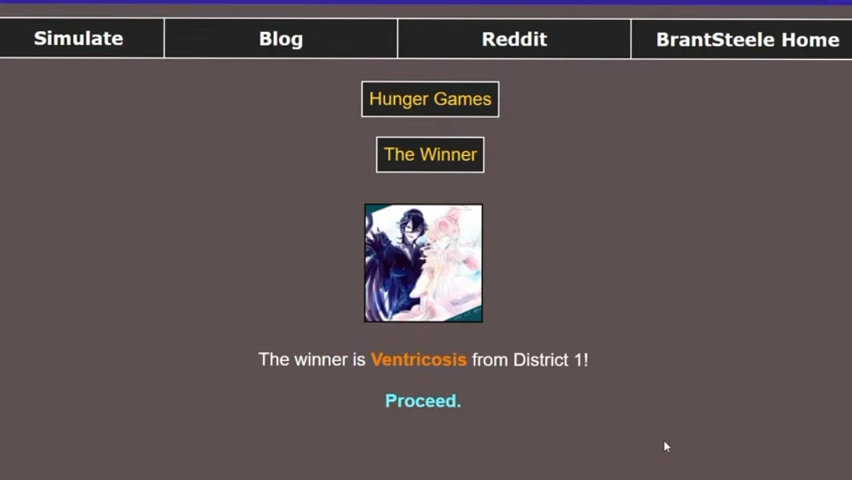 Simulate Blog Reddit BrantSteele Home
Hunger Games
The Winner
The winner is Ventricosis from District 1!
Proceed.